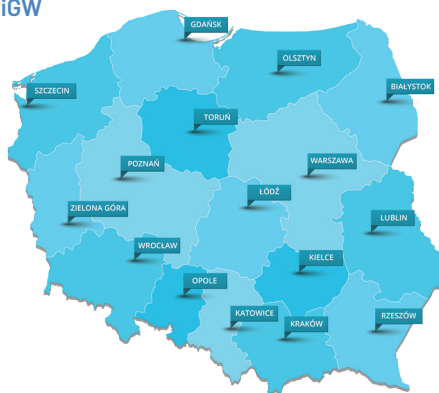 iGW
GDAŃSK
OLSZTYN
SZCZECIN
BIAŁYSTOK
TORUŃ
POZNAŃ
WARSZAWA
ŁÓDŹ
ZIELONA GÓRA
LUBLIN
WROCŁAW
KIELCE
OPOLE
KATOWICE
KRAKÓW
RZESZÓW